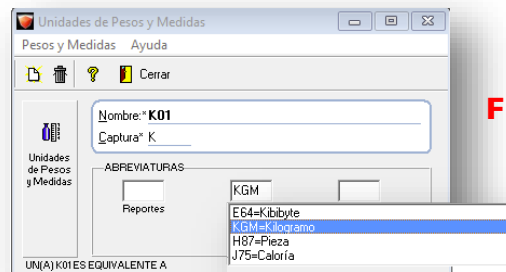 Unidades de Pesos y Medidas
Pesos y Medidas Ayuda
Cerrar
Nombre:* K01
Captura* K
Unidades
de Pesos
y Medidas
ABREVIATURAS
KGM
Reportes
E64=Kibibyte
KGM=Kilogramo
H87=Pieza
J75=Caloría
UN(A) K01 ES EQUIVALENTE A
F